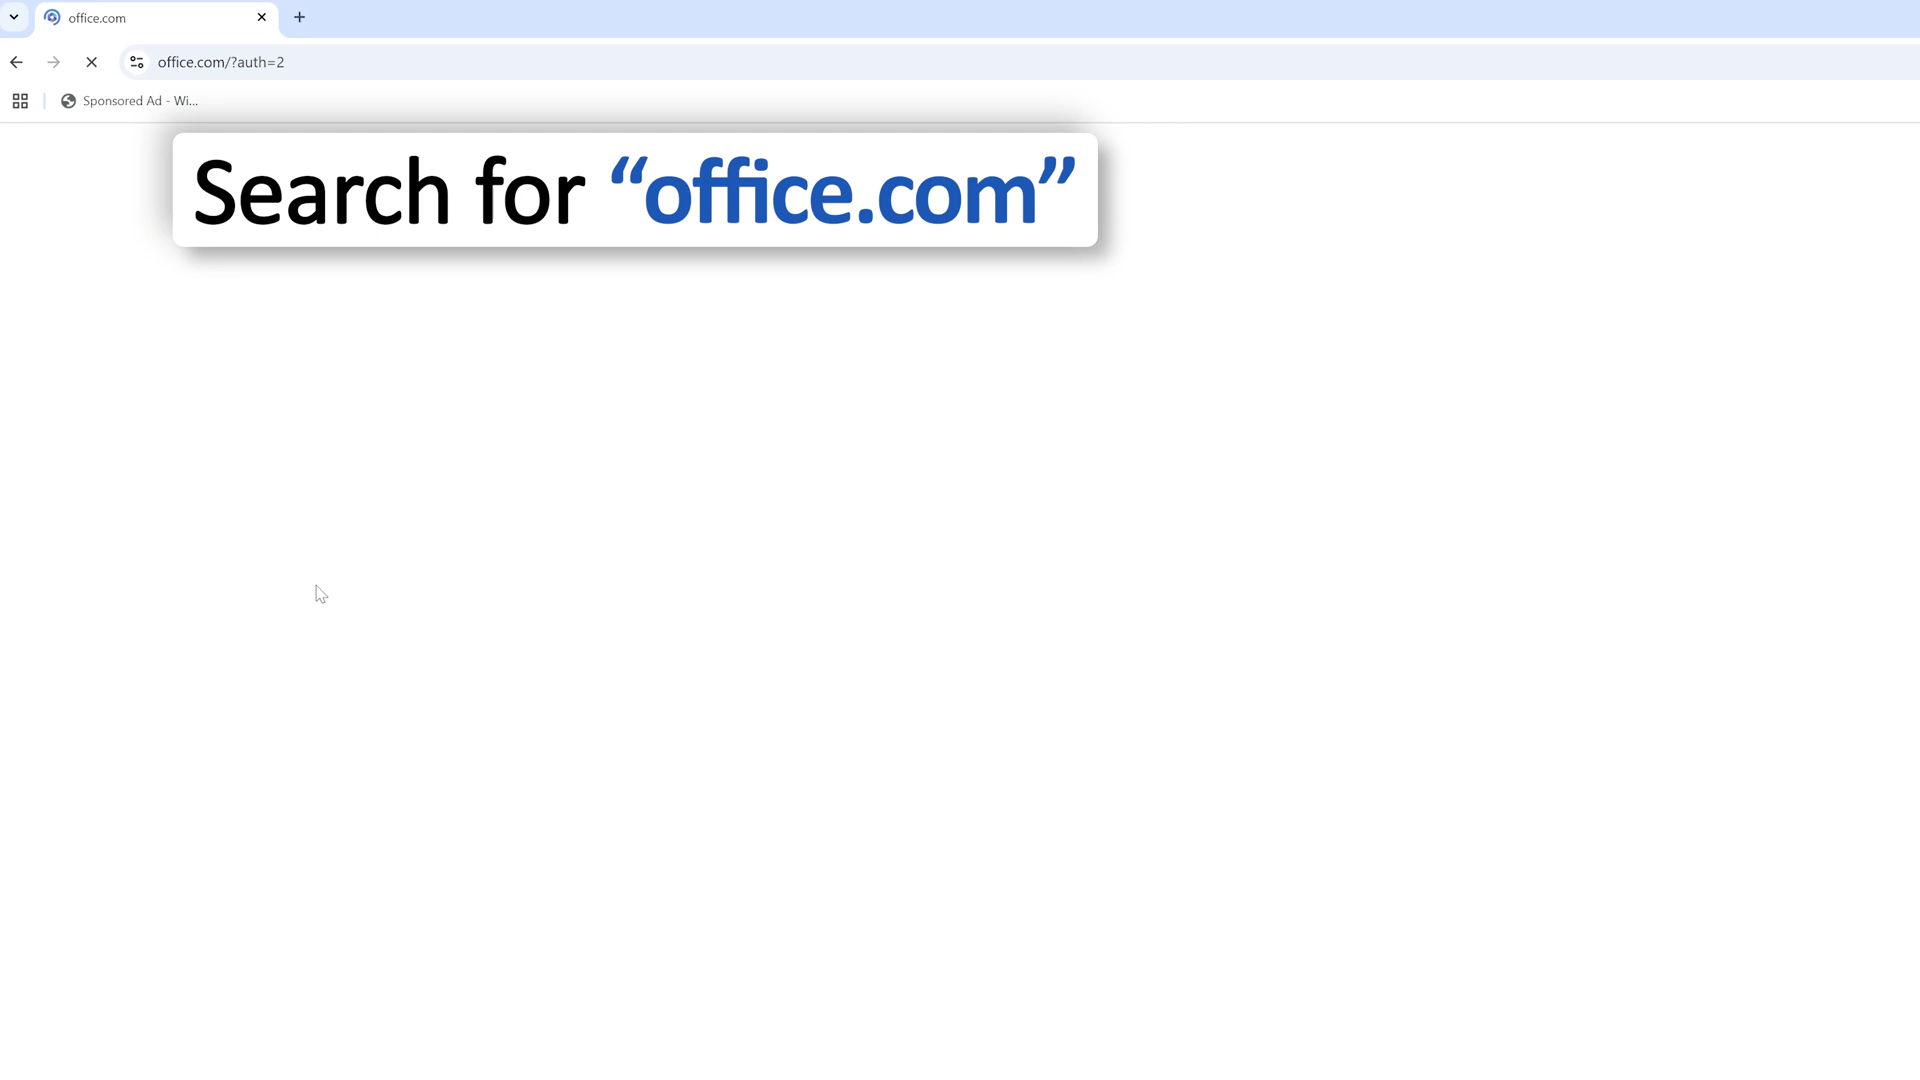 office.com
office.com/?auth=2
Sponsored Ad - Wi...
Search for “office.com”